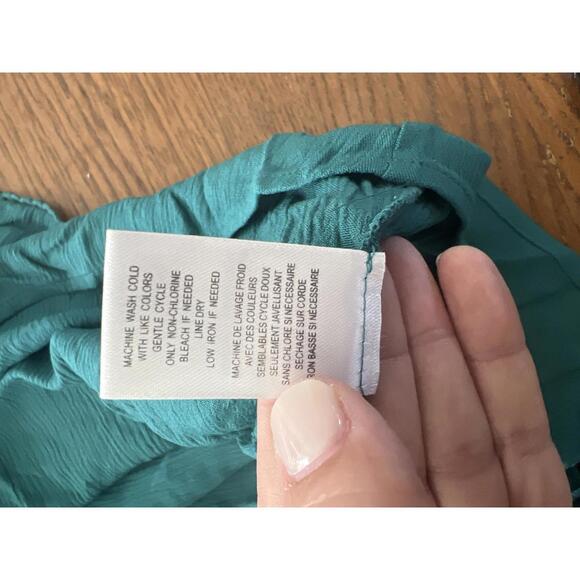 MACHINE WASH COLD
WITH LIKE COLORS
GENTLE CYCLE
ONLY NON-CHLORINE
BLEACH IF NEEDED
LINE DRY
LOW IRON IF NEEDED
MACHINE DE LAVAGE FROID
AVEC DES COULEURS
SEMBLABLES CYCLE DOUX
SEULEMENT JAVELLISANT
SANS CHLORE SI NÉCESSAIRE
SECHAGE SUR CORDE
RON BASSE SI NÉCESSAIRE